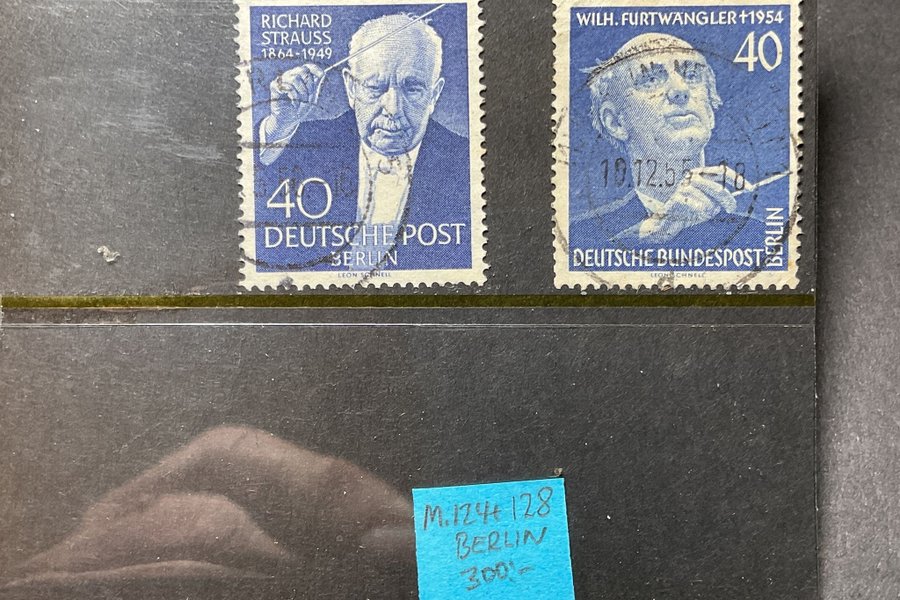 RICHARD
STRAUSS
1864-1949
40
DEUTSCHE POST
BERLIN
LEON SCHNELL
WILH. FURTWÄNGLER + 1954
40
10.12.55-18
DEUTSCHE BUNDESPOST
BERLIN
LEON SCHNELL
M.124+128
BERLIN
300:-